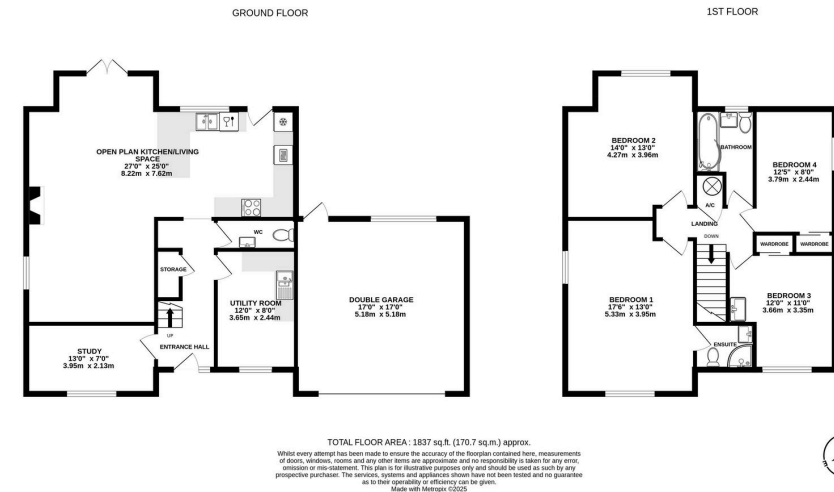 GROUND FLOOR
1ST FLOOR
OPEN PLAN KITCHEN/LIVING
SPACE
27'0" x 25'0"
8.22m x 7.62m
WC
STORAGE
UTILITY ROOM
12'0" x 8'0"
3.65m x 2.44m
DOUBLE GARAGE
17'0" x 17'0"
5.18m x 5.18m
UP
ENTRANCE HALL
STUDY
13'0" x 7'0"
3.95m x 2.13m
BEDROOM 2
14'0" x 13'0"
4.27m x 3.96m
BATHROOM
BEDROOM 4
12'5" x 8'0"
3.79m x 2.44m
A/C
LANDING
DOWN
WARDROBE
WARDROBE
BEDROOM 1
17'6" x 13'0"
5.33m x 3.95m
BEDROOM 3
12'0" x 11'0"
3.66m x 3.35m
ENSUITE
TOTAL FLOOR AREA : 1837 sq.ft. (170.7 sq.m.) approx.
Whilst every attempt has been made to ensure the accuracy of the floorplan contained here, measurements
of doors, windows, rooms and any other items are approximate and no responsibility is taken for any error,
omission or mis-statement. This plan is for illustrative purposes only and should be used as such by any
prospective purchaser. The services, systems and appliances shown have not been tested and no guarantee
as to their operability or efficiency can be given.
Made with Metropix ©2025